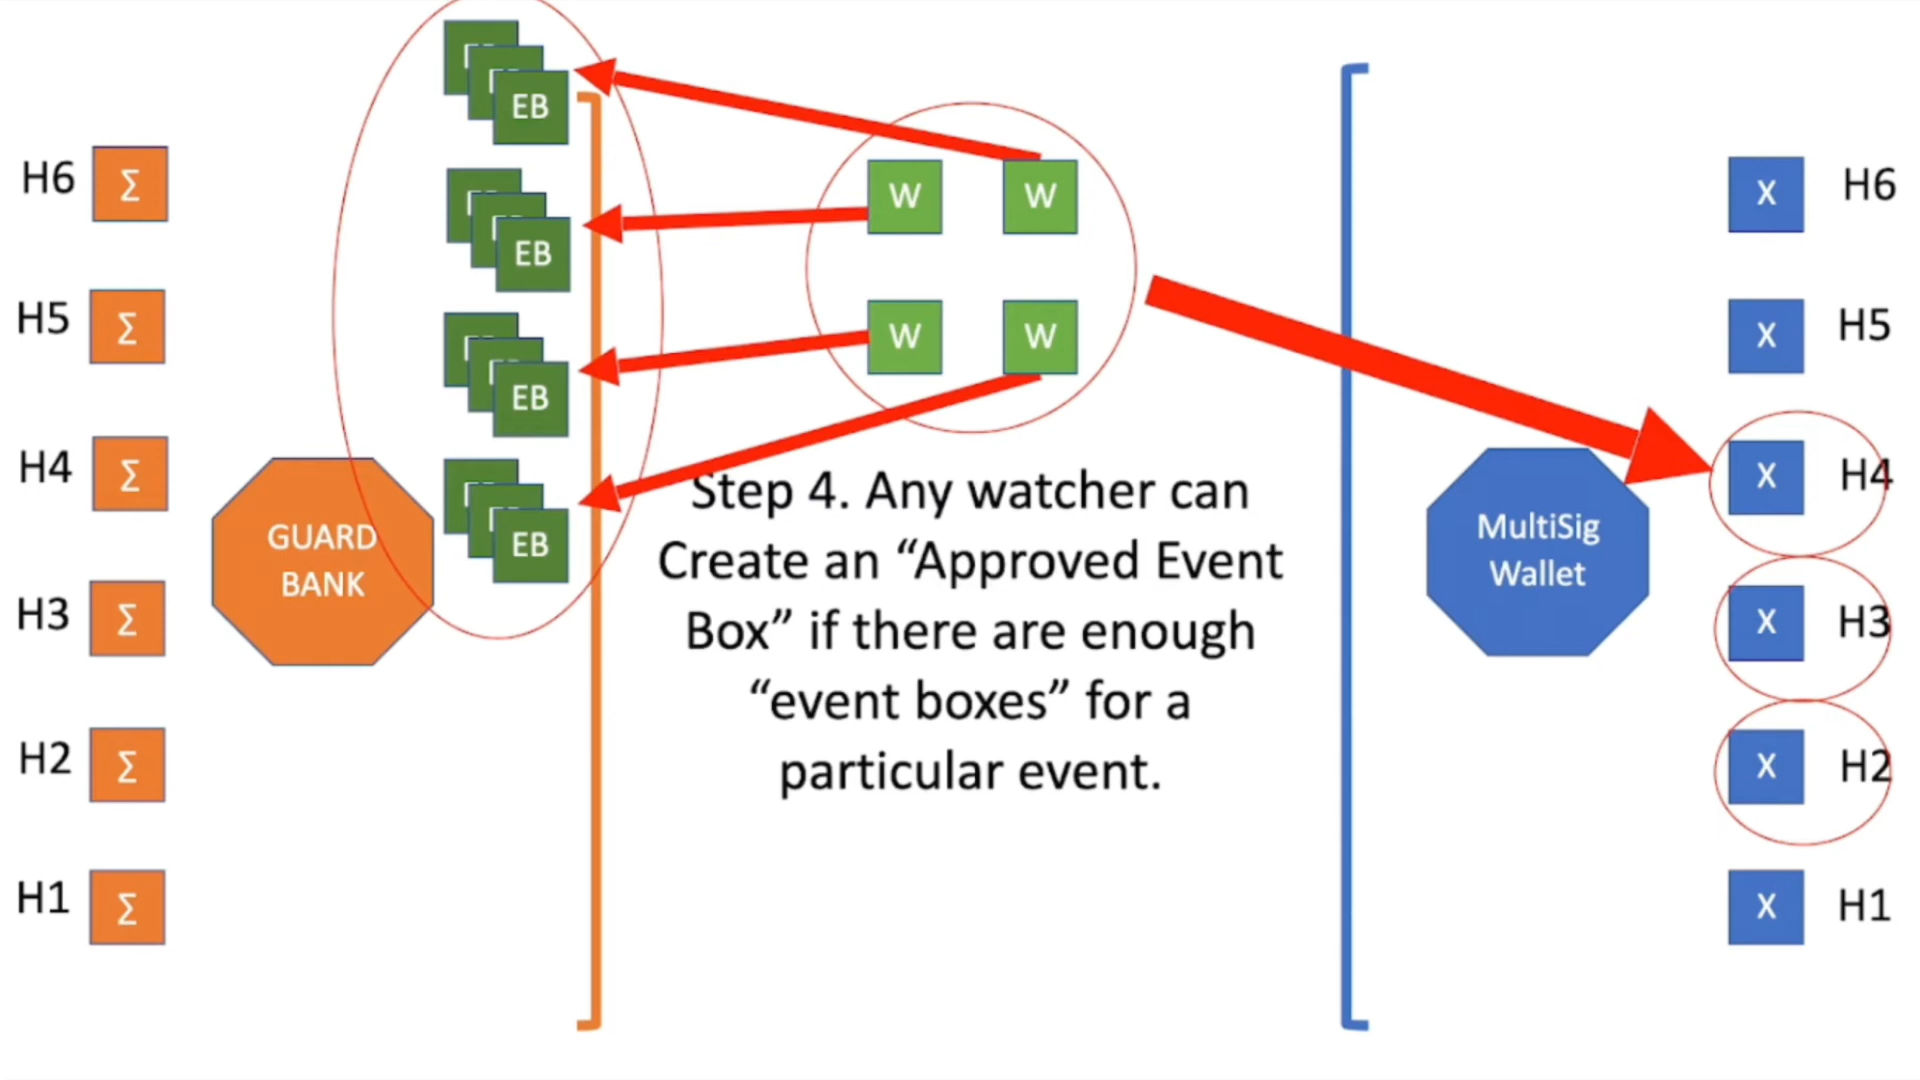 EB
EB
EB
EB
H6
Σ
H5
Σ
H4
Σ
H3
Σ
H2
Σ
H1
Σ
GUARD
BANK
W
W
W
W
Step 4. Any watcher can
Create an “Approved Event
Box” if there are enough
“event boxes” for a
particular event.
MultiSig
Wallet
X
H6
X
H5
X
H4
X
H3
X
H2
X
H1